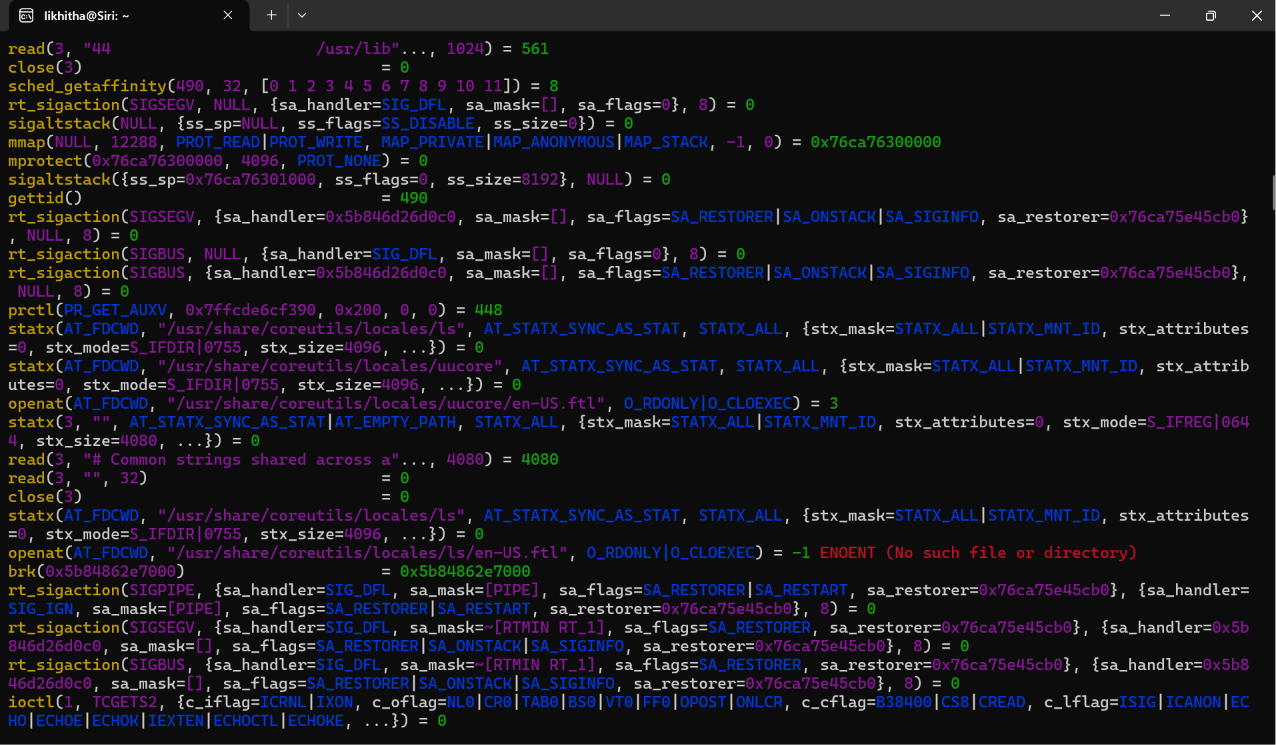 likhitha@Siri: ~
read(3, "44                      /usr/lib"..., 1024) = 561
close(3)                                = 0
sched_getaffinity(490, 32, [0 1 2 3 4 5 6 7 8 9 10 11]) = 8
rt_sigaction(SIGSEGV, NULL, {sa_handler=SIG_DFL, sa_mask=[], sa_flags=0}, 8) = 0
sigaltstack(NULL, {ss_sp=NULL, ss_flags=SS_DISABLE, ss_size=0}) = 0
mmap(NULL, 12288, PROT_READ|PROT_WRITE, MAP_PRIVATE|MAP_ANONYMOUS|MAP_STACK, -1, 0) = 0x76ca76300000
mprotect(0x76ca76300000, 4096, PROT_NONE) = 0
sigaltstack({ss_sp=0x76ca76301000, ss_flags=0, ss_size=8192}, NULL) = 0
gettid()                                = 490
rt_sigaction(SIGSEGV, {sa_handler=0x5b846d26d0c0, sa_mask=[], sa_flags=SA_RESTORER|SA_ONSTACK|SA_SIGINFO, sa_restorer=0x76ca75e45cb0}
, NULL, 8) = 0
rt_sigaction(SIGBUS, NULL, {sa_handler=SIG_DFL, sa_mask=[], sa_flags=0}, 8) = 0
rt_sigaction(SIGBUS, {sa_handler=0x5b846d26d0c0, sa_mask=[], sa_flags=SA_RESTORER|SA_ONSTACK|SA_SIGINFO, sa_restorer=0x76ca75e45cb0},
 NULL, 8) = 0
prctl(PR_GET_AUXV, 0x7ffcde6cf390, 0x200, 0, 0) = 448
statx(AT_FDCWD, "/usr/share/coreutils/locales/ls", AT_STATX_SYNC_AS_STAT, STATX_ALL, {stx_mask=STATX_ALL|STATX_MNT_ID, stx_attributes
=0, stx_mode=S_IFDIR|0755, stx_size=4096, ...}) = 0
statx(AT_FDCWD, "/usr/share/coreutils/locales/uucore", AT_STATX_SYNC_AS_STAT, STATX_ALL, {stx_mask=STATX_ALL|STATX_MNT_ID, stx_attrib
utes=0, stx_mode=S_IFDIR|0755, stx_size=4096, ...}) = 0
openat(AT_FDCWD, "/usr/share/coreutils/locales/uucore/en-US.ftl", O_RDONLY|O_CLOEXEC) = 3
statx(3, "", AT_STATX_SYNC_AS_STAT|AT_EMPTY_PATH, STATX_ALL, {stx_mask=STATX_ALL|STATX_MNT_ID, stx_attributes=0, stx_mode=S_IFREG|064
4, stx_size=4080, ...}) = 0
read(3, "# Common strings shared across a"..., 4080) = 4080
read(3, "", 32)                         = 0
close(3)                                = 0
statx(AT_FDCWD, "/usr/share/coreutils/locales/ls", AT_STATX_SYNC_AS_STAT, STATX_ALL, {stx_mask=STATX_ALL|STATX_MNT_ID, stx_attributes
=0, stx_mode=S_IFDIR|0755, stx_size=4096, ...}) = 0
openat(AT_FDCWD, "/usr/share/coreutils/locales/ls/en-US.ftl", O_RDONLY|O_CLOEXEC) = -1 ENOENT (No such file or directory)
brk(0x5b84862e7000)                     = 0x5b84862e7000
rt_sigaction(SIGPIPE, {sa_handler=SIG_DFL, sa_mask=[PIPE], sa_flags=SA_RESTORER|SA_RESTART, sa_restorer=0x76ca75e45cb0}, {sa_handler=
SIG_IGN, sa_mask=[PIPE], sa_flags=SA_RESTORER|SA_RESTART, sa_restorer=0x76ca75e45cb0}, 8) = 0
rt_sigaction(SIGSEGV, {sa_handler=SIG_DFL, sa_mask=~[RTMIN RT_1], sa_flags=SA_RESTORER, sa_restorer=0x76ca75e45cb0}, {sa_handler=0x5b
846d26d0c0, sa_mask=[], sa_flags=SA_RESTORER|SA_ONSTACK|SA_SIGINFO, sa_restorer=0x76ca75e45cb0}, 8) = 0
rt_sigaction(SIGBUS, {sa_handler=SIG_DFL, sa_mask=~[RTMIN RT_1], sa_flags=SA_RESTORER, sa_restorer=0x76ca75e45cb0}, {sa_handler=0x5b8
46d26d0c0, sa_mask=[], sa_flags=SA_RESTORER|SA_ONSTACK|SA_SIGINFO, sa_restorer=0x76ca75e45cb0}, 8) = 0
ioctl(1, TCGETS2, {c_iflag=ICRNL|IXON, c_oflag=NL0|CR0|TAB0|BS0|VT0|FF0|OPOST|ONLCR, c_cflag=B38400|CS8|CREAD, c_lflag=ISIG|ICANON|EC
HO|ECHOE|ECHOK|IEXTEN|ECHOCTL|ECHOKE, ...}) = 0